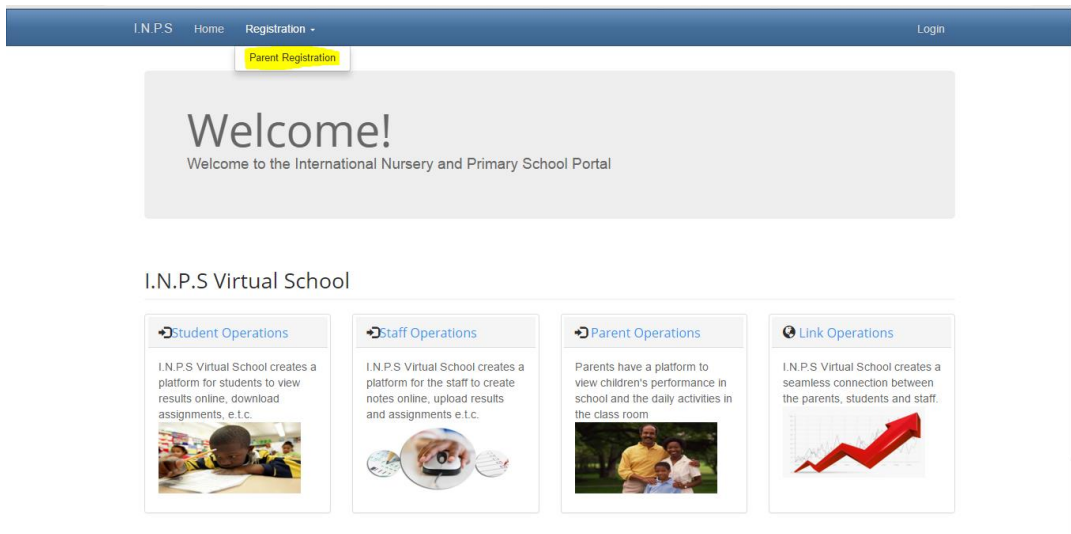 I.N.P.S Home Registration Login
Parent Registration
Welcome!
Welcome to the International Nursery and Primary School Portal
I.N.P.S Virtual School
Student Operations
I.N.P.S Virtual School creates a
platform for students to view
results online, download
assignments, e.t.c.
Staff Operations
I.N.P.S Virtual School creates a
platform for the staff to create
notes online, upload results
and assignments e.t.c.
Parent Operations
Parents have a platform to
view children's performance in
school and the daily activities in
the class room
Link Operations
I.N.P.S Virtual School creates a
seamless connection between
the parents, students and staff.